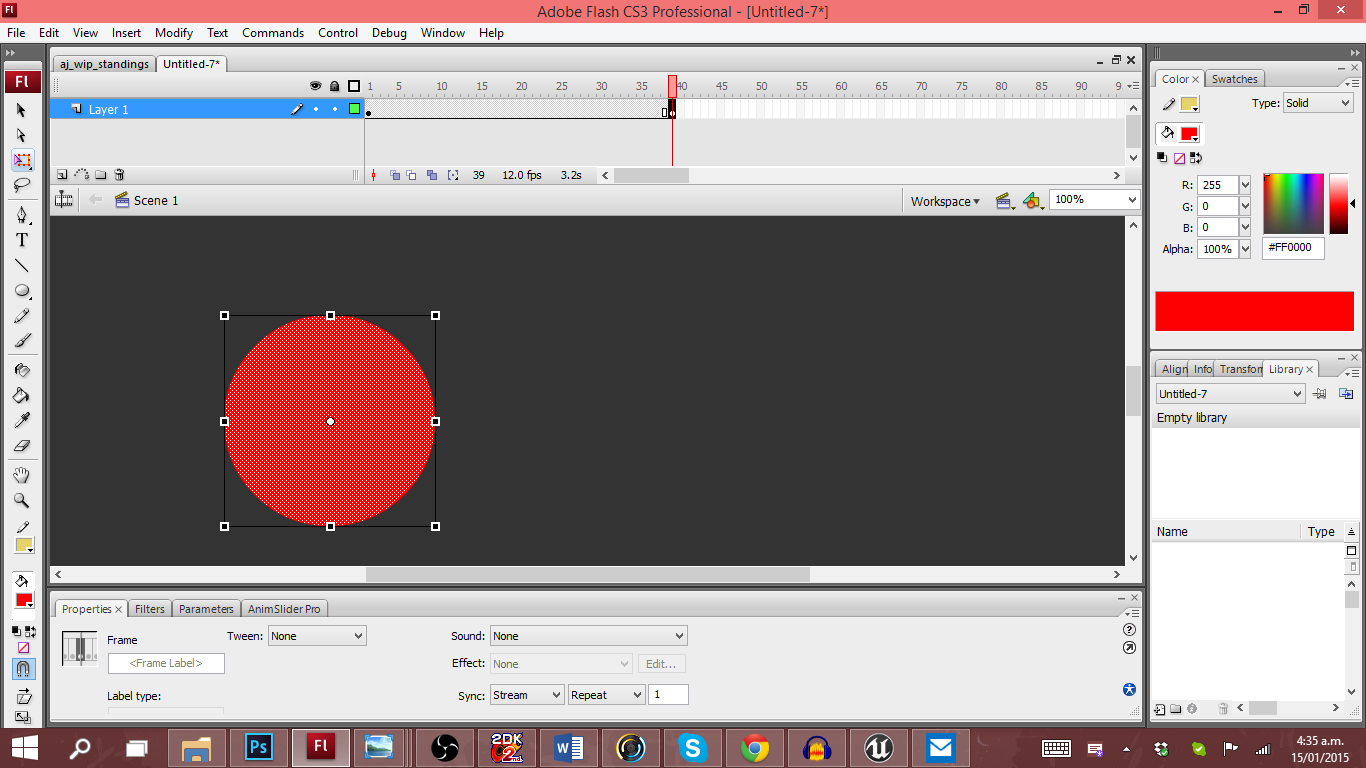 Fl Adobe Flash CS3 Professional - [Untitled-7*]
File Edit View Insert Modify Text Commands Control Debug Window Help
aj_wip_standings Untitled-7*
Color Swatches
Fl
1 5 10 15 20 25 30 35 40 45 50 55 60 65 70 75 80 85 90 9
Type: Solid
Layer 1
39 12.0 fps 3.2s
R: 255
G: 0
B: 0
Alpha: 100% #FF0000
Scene 1 Workspace 100%
T
Align Info Transform Library
Untitled-7
Empty library
Name Type
Properties Filters Parameters AnimSlider Pro
Frame Tween: None Sound: None
<Frame Label> Effect: None Edit...
Label type: Sync: Stream Repeat 1
Ps Fl 2DK 2nd W S
4:35 a.m.
15/01/2015